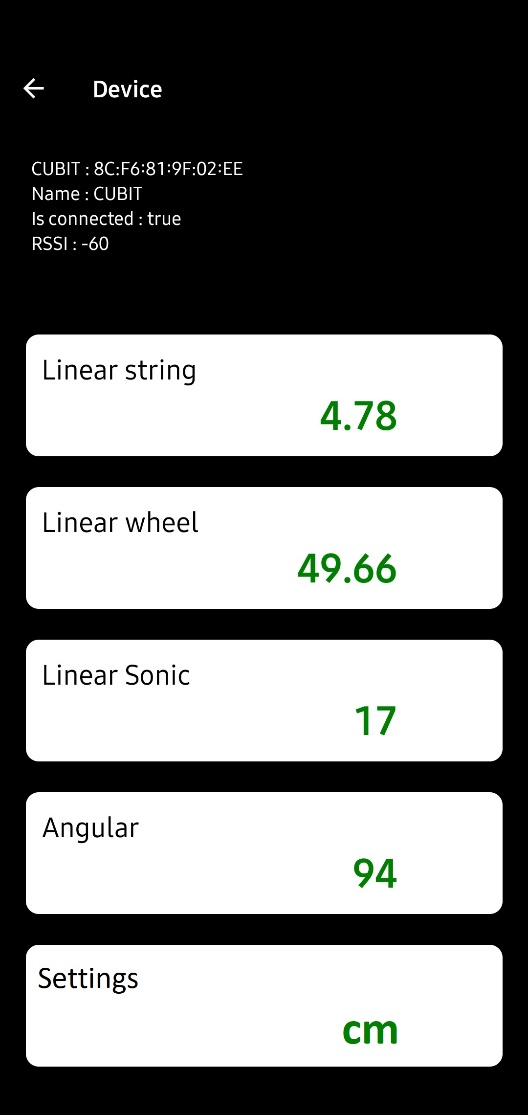 Device
CUBIT : 8C:F6:81:9F:02:EE
Name : CUBIT
Is connected : true
RSSI : -60
Linear string
4.78
Linear wheel
49.66
Linear Sonic
17
Angular
94
Settings
cm